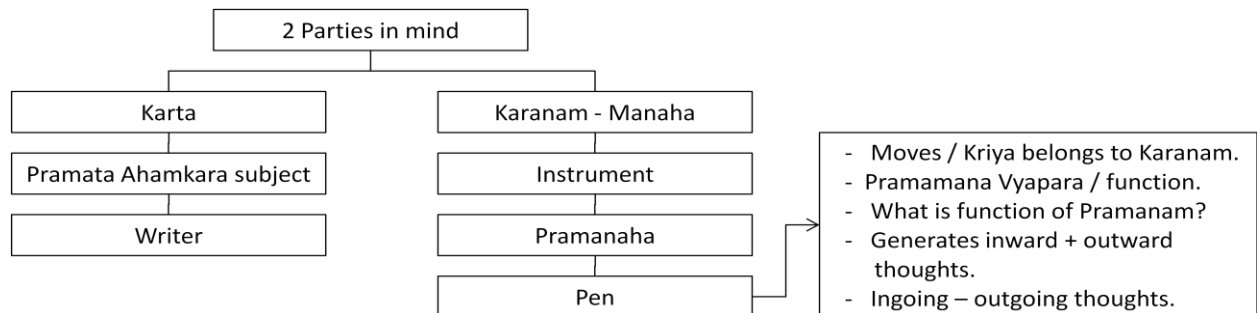 2 Parties in mind
Karta
Pramata Ahamkara subject
Writer
Karanam - Manaha
Instrument
Pramanaha
Pen
- Moves / Kriya belongs to Karanam.
- Pramamana Vyapara / function.
- What is function of Pramanam?
- Generates inward + outward
thoughts.
- Ingoing – outgoing thoughts.